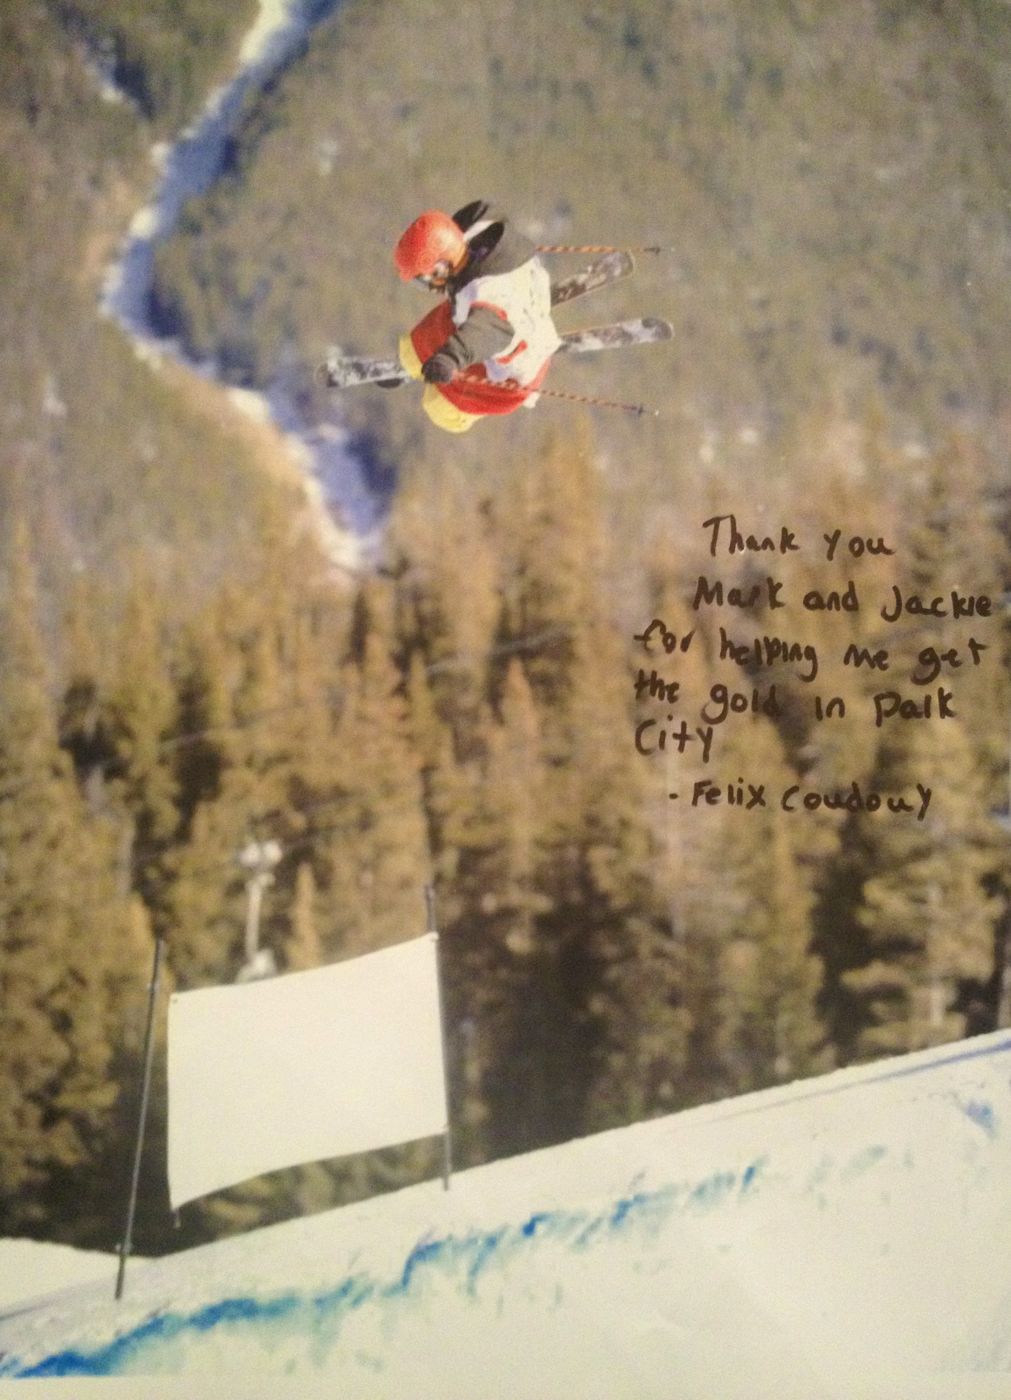 Thank you
Mark and Jackie
for helping me get
the gold in Park
City
- Felix Coudouy